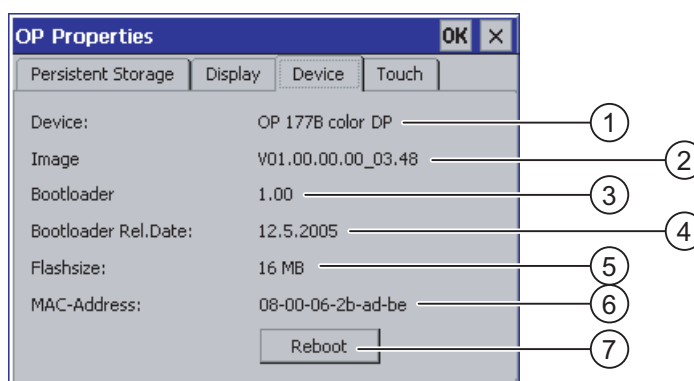 OP Properties OK ×
Persistent Storage Display Device Touch
Device: OP 177B color DP 1
Image V01.00.00.00_03.48 2
Bootloader 1.00 3
Bootloader Rel.Date: 12.5.2005 4
Flashsize: 16 MB 5
MAC-Address: 08-00-06-2b-ad-be 6
Reboot 7